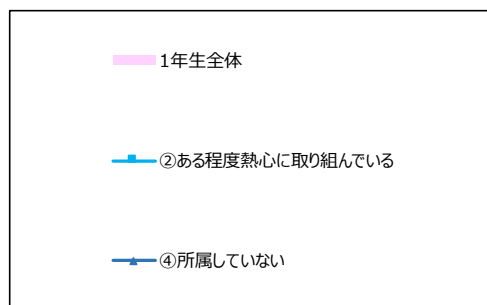 1年生全体
②ある程度熱心に取り組んでいる
④所属していない